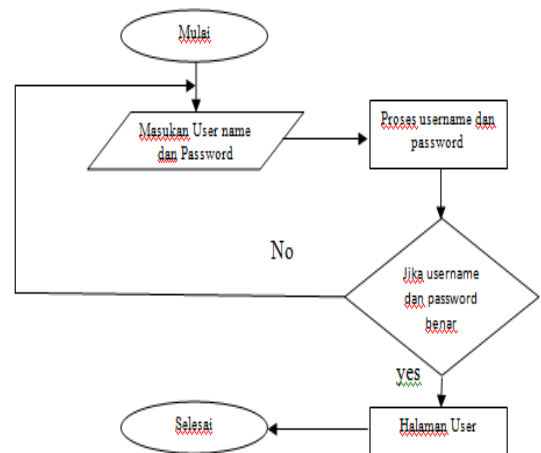 Mulai
Masukan User name
dan Password
Proses username dan
password
No
Jika username
dan password
benar
yes
Halaman User
Selesai